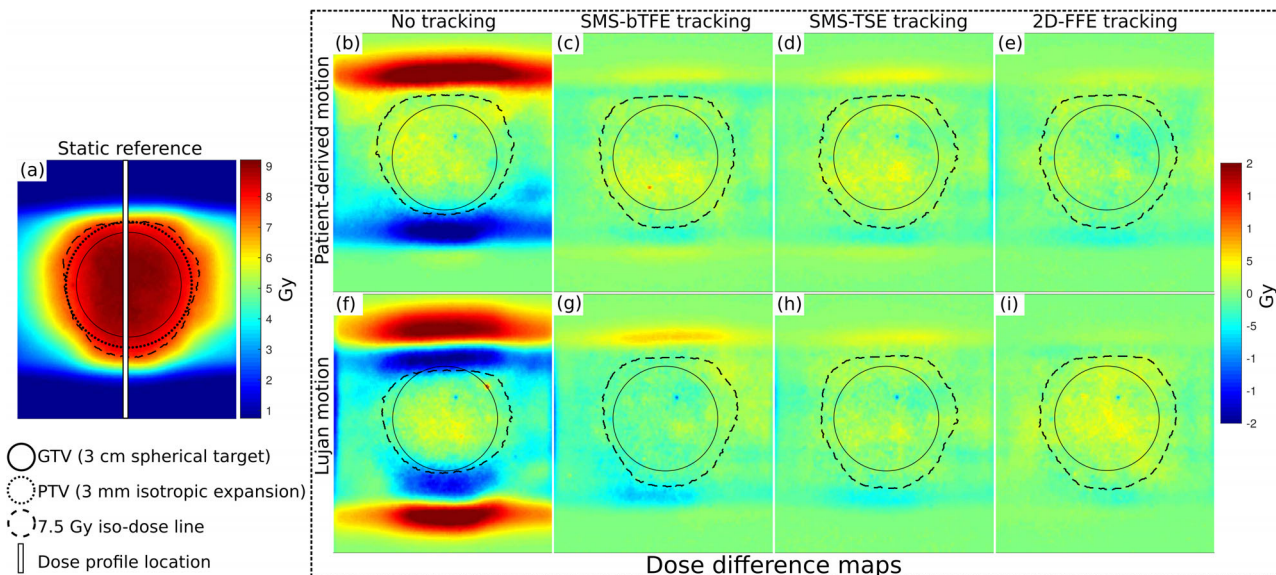 No tracking SMS-bTFE tracking SMS-TSE tracking 2D-FFE tracking
(b) (c) (d) (e)
Patient-derived motion
Static reference
(a)
9
8
7
6
5
4
3
2
1
Gy
2
1
5
0
-5
-1
-2
Gy
(f) (g) (h) (i)
Lujan motion
GTV (3 cm spherical target)
PTV (3 mm isotropic expansion)
7.5 Gy iso-dose line
Dose profile location
Dose difference maps